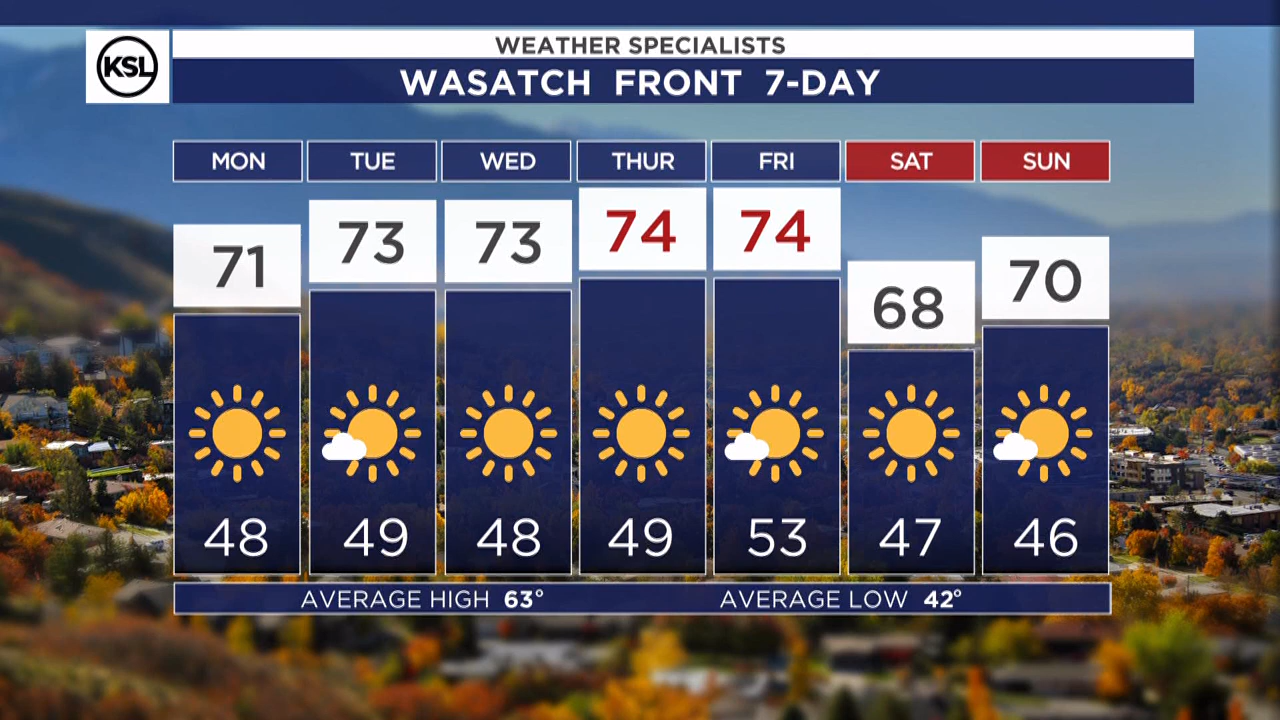 KSL
WEATHER SPECIALISTS
WASATCH FRONT 7-DAY
MON TUE WED THUR FRI SAT SUN
71 73 73 74 74 68 70
48 49 48 49 53 47 46
AVERAGE HIGH 63° AVERAGE LOW 42°